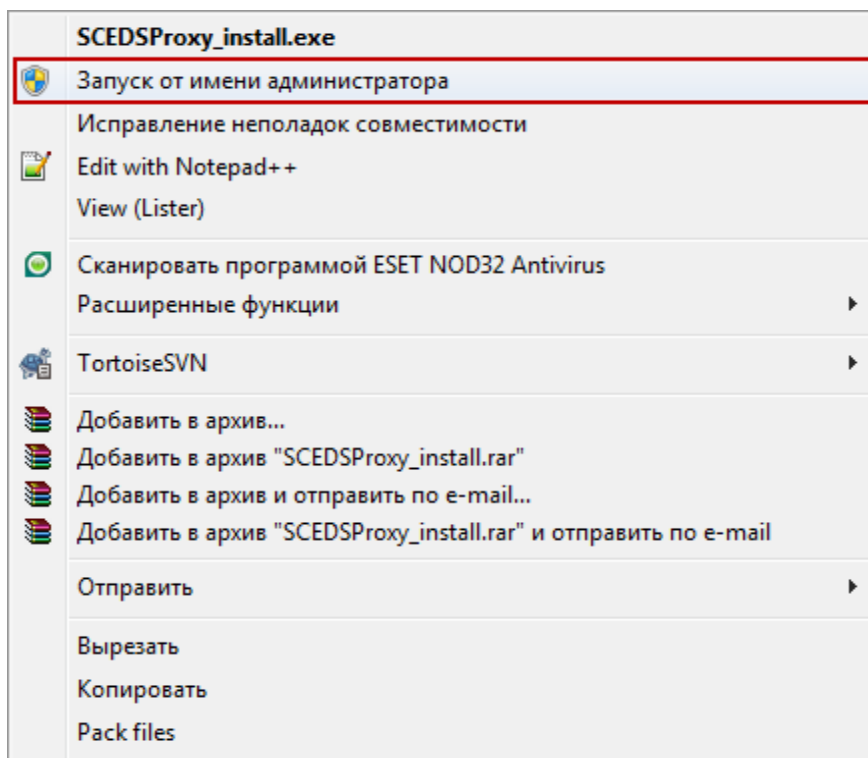 SCEDSProxy_install.exe
Запуск от имени администратора
Исправление неполадок совместимости
Edit with Notepad++
View (Lister)
Сканировать программой ESET NOD32 Antivirus
Расширенные функции
TortoiseSVN
Добавить в архив...
Добавить в архив "SCEDSProxy_install.rar"
Добавить в архив и отправить по e-mail...
Добавить в архив "SCEDSProxy_install.rar" и отправить по e-mail
Отправить
Вырезать
Копировать
Pack files